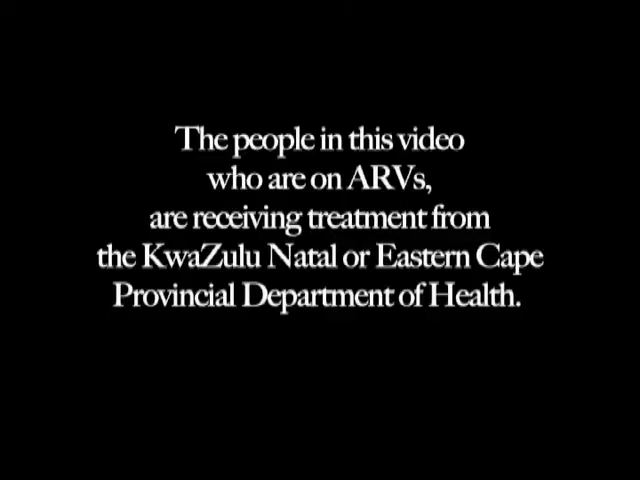 The people in this video
who are on ARVs,
are receiving treatment from
the KwaZulu Natal or Eastern Cape
Provincial Department of Health.